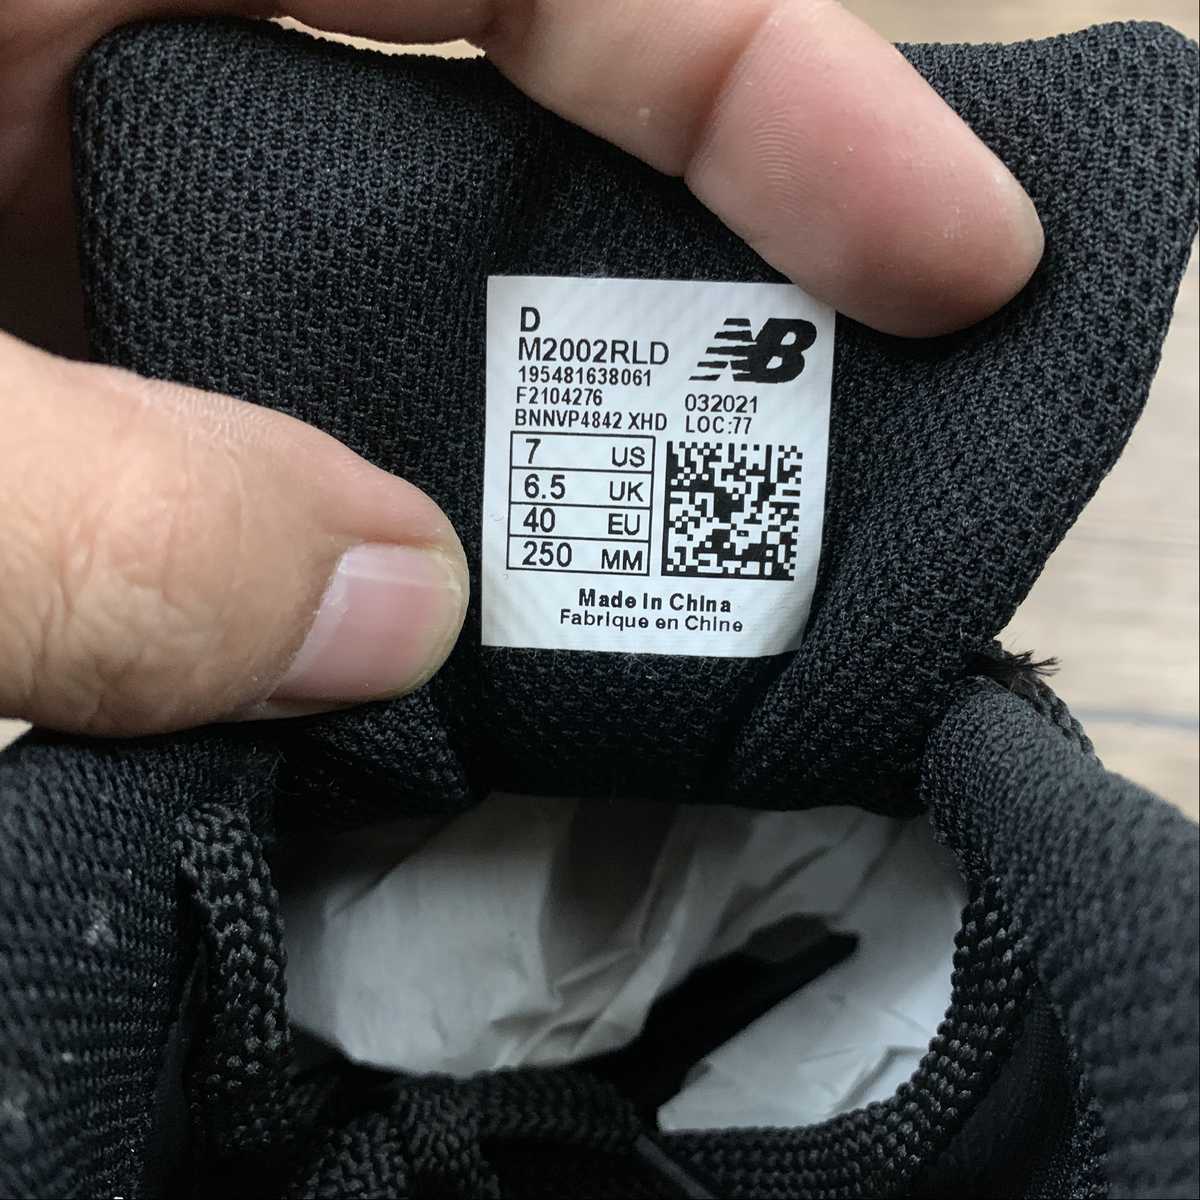 D
M2002RLD
NB
195481638061
F2104276
032021
BNNVP4842 XHD
LOC:77
7 US
6.5 UK
40 EU
250 MM
Made in China
Fabrique en Chine